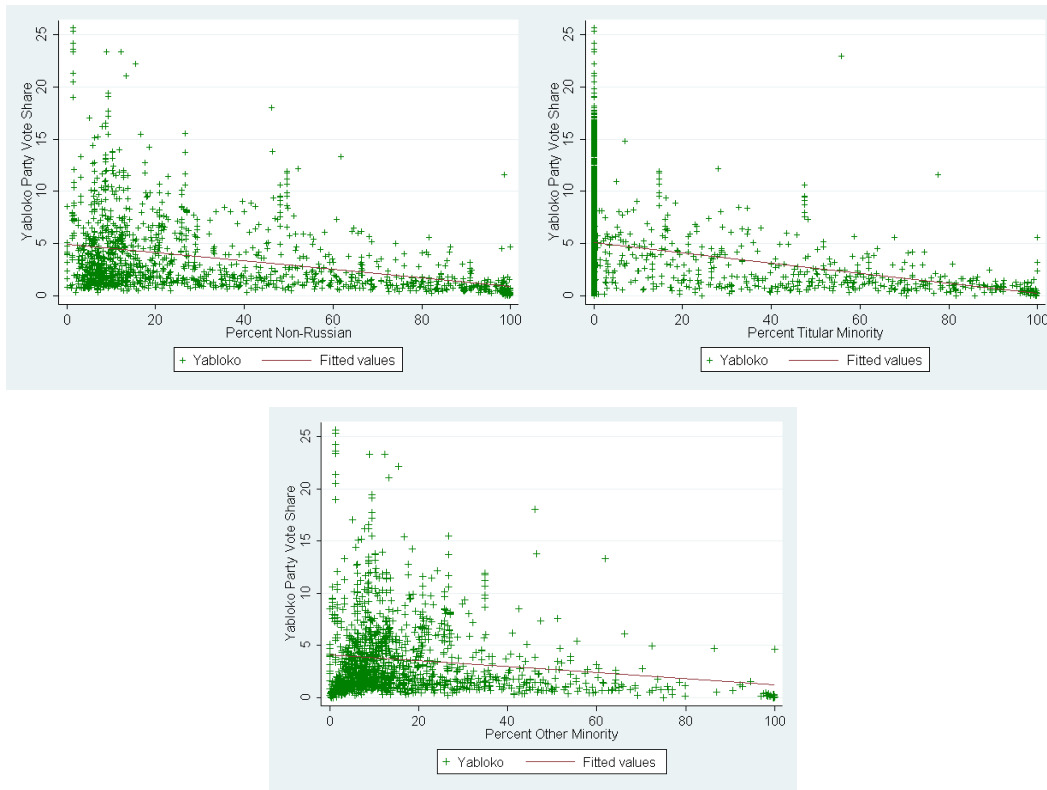 Yabloko Party Vote Share
25
20
15
10
5
0
0 20 40 60 80 100
Percent Non-Russian
+ Yabloko Fitted values
Yabloko Party Vote Share
25
20
15
10
5
0
0 20 40 60 80 100
Percent Titular Minority
+ Yabloko Fitted values
Yabloko Party Vote Share
25
20
15
10
5
0
0 20 40 60 80 100
Percent Other Minority
+ Yabloko Fitted values